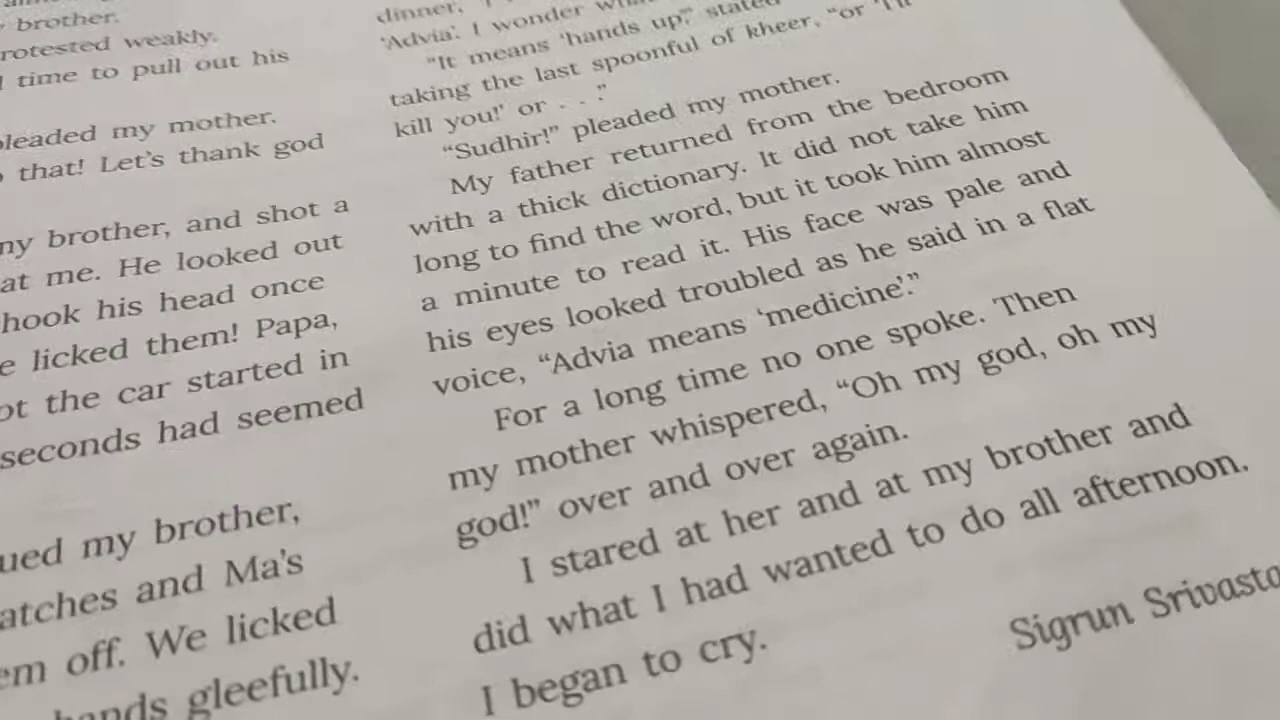 brother.
rotested weakly.
time to pull out his
pleaded my mother.
that! Let's thank god
my brother, and shot a
at me. He looked out
hook his head once
e licked them! Papa,
ot the car started in
seconds had seemed
ued my brother,
atches and Ma's
em off. We licked
hands gleefully.
dinner,
'Advia'. I wonder
"It means 'hands up'," stated
taking the last spoonful of kheer, "or 'I'll
kill you!' or . . ."
"Sudhir!" pleaded my mother.
My father returned from the bedroom
with a thick dictionary. It did not take him
long to find the word, but it took him almost
a minute to read it. His face was pale and
his eyes looked troubled as he said in a flat
voice, "Advia means 'medicine'."
For a long time no one spoke. Then
my mother whispered, "Oh my god, oh my
god!" over and over again.
I stared at her and at my brother and
did what I had wanted to do all afternoon.
I began to cry.
Sigrun Srivasta